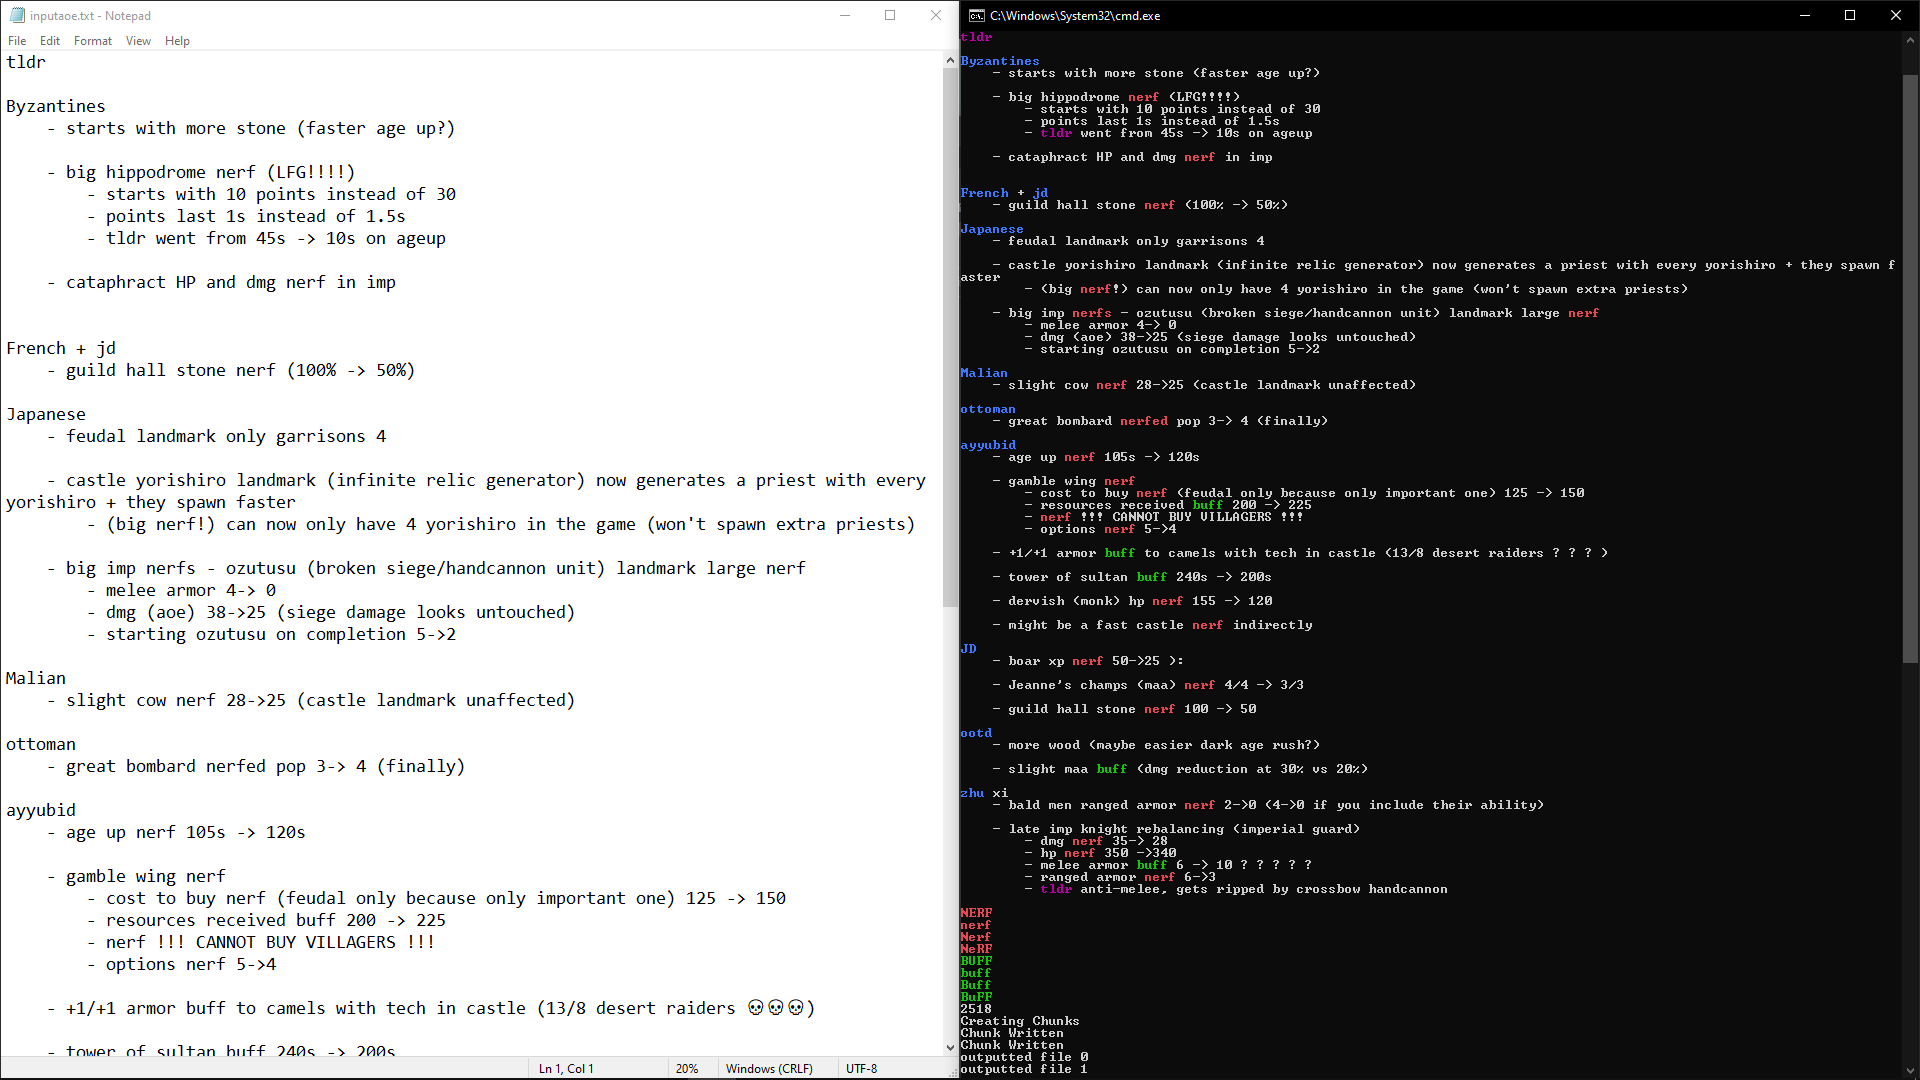 inputaoe.txt - Notepad
File Edit Format View Help
tldr
Byzantines
- starts with more stone (faster age up?)
- big hippodrome nerf (LFG!!!!)
- starts with 10 points instead of 30
- points last 1s instead of 1.5s
- tldr went from 45s -> 10s on ageup
- cataphract HP and dmg nerf in imp
French + jd
- guild hall stone nerf (100% -> 50%)
Japanese
- feudal landmark only garrisons 4
- castle yorishiro landmark (infinite relic generator) now generates a priest with every
yorishiro + they spawn faster
- (big nerf!) can now only have 4 yorishiro in the game (won't spawn extra priests)
- big imp nerfs - ozutusu (broken siege/handcannon unit) landmark large nerf
- melee armor 4-> 0
- dmg (aoe) 38->25 (siege damage looks untouched)
- starting ozutusu on completion 5->2
Malian
- slight cow nerf 28->25 (castle landmark unaffected)
ottoman
- great bombard nerfed pop 3-> 4 (finally)
ayyubid
- age up nerf 105s -> 120s
- gamble wing nerf
- cost to buy nerf (feudal only because only important one) 125 -> 150
- resources received buff 200 -> 225
- nerf !!! CANNOT BUY VILLAGERS !!!
- options nerf 5->4
- +1/+1 armor buff to camels with tech in castle (13/8 desert raiders 💀💀💀)
- tower of sultan buff 240s -> 200s
Ln 1, Col 1 20% Windows (CRLF) UTF-8
C:\Windows\System32\cmd.exe
tldr
Byzantines
- starts with more stone (faster age up?)
- big hippodrome nerf (LFG!!!!)
- starts with 10 points instead of 30
- points last 1s instead of 1.5s
- tldr went from 45s -> 10s on ageup
- cataphract HP and dmg nerf in imp
French + jd
- guild hall stone nerf (100% -> 50%)
Japanese
- feudal landmark only garrisons 4
- castle yorishiro landmark (infinite relic generator) now generates a priest with every yorishiro + they spawn f
aster
- (big nerf!) can now only have 4 yorishiro in the game (won't spawn extra priests)
- big imp nerfs - ozutusu (broken siege/handcannon unit) landmark large nerf
- melee armor 4-> 0
- dmg (aoe) 38->25 (siege damage looks untouched)
- starting ozutusu on completion 5->2
Malian
- slight cow nerf 28->25 (castle landmark unaffected)
ottoman
- great bombard nerfed pop 3-> 4 (finally)
ayyubid
- age up nerf 105s -> 120s
- gamble wing nerf
- cost to buy nerf (feudal only because only important one) 125 -> 150
- resources received buff 200 -> 225
- nerf !!! CANNOT BUY VILLAGERS !!!
- options nerf 5->4
- +1/+1 armor buff to camels with tech in castle (13/8 desert raiders ? ? ? )
- tower of sultan buff 240s -> 200s
- dervish (monk) hp nerf 155 -> 120
- might be a fast castle nerf indirectly
JD
- boar xp nerf 50->25 ):
- Jeanne's champs (maa) nerf 4/4 -> 3/3
- guild hall stone nerf 100 -> 50
ootd
- more wood (maybe easier dark age rush?)
- slight maa buff (dmg reduction at 30% vs 20%)
zhu xi
- bald men ranged armor nerf 2->0 (4->0 if you include their ability)
- late imp knight rebalancing (imperial guard)
- dmg nerf 35-> 28
- hp nerf 350 ->340
- melee armor buff 6 -> 10 ? ? ? ? ?
- ranged armor nerf 6->3
- tldr anti-melee, gets ripped by crossbow handcannon
NERF
nerf
Nerf
NeRF
BUFF
buff
Buff
BuFF
2518
Creating Chunks
Chunk Written
Chunk Written
outputted file 0
outputted file 1